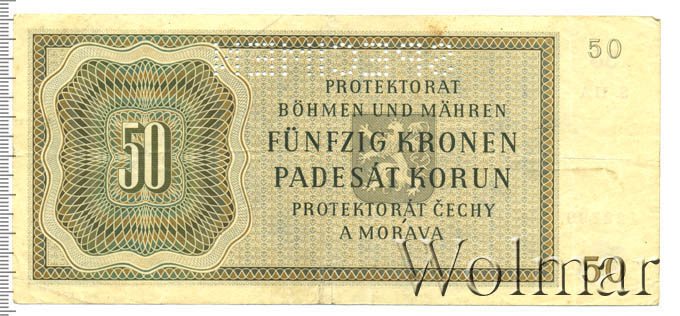 50
PROTEKTORAT
BÖHMEN UND MÄHREN
FÜNFZIG KRONEN
50
PADESÁT KORUN
PROTEKTORÁT ČECHY
A MORAVA
50
Wolmar